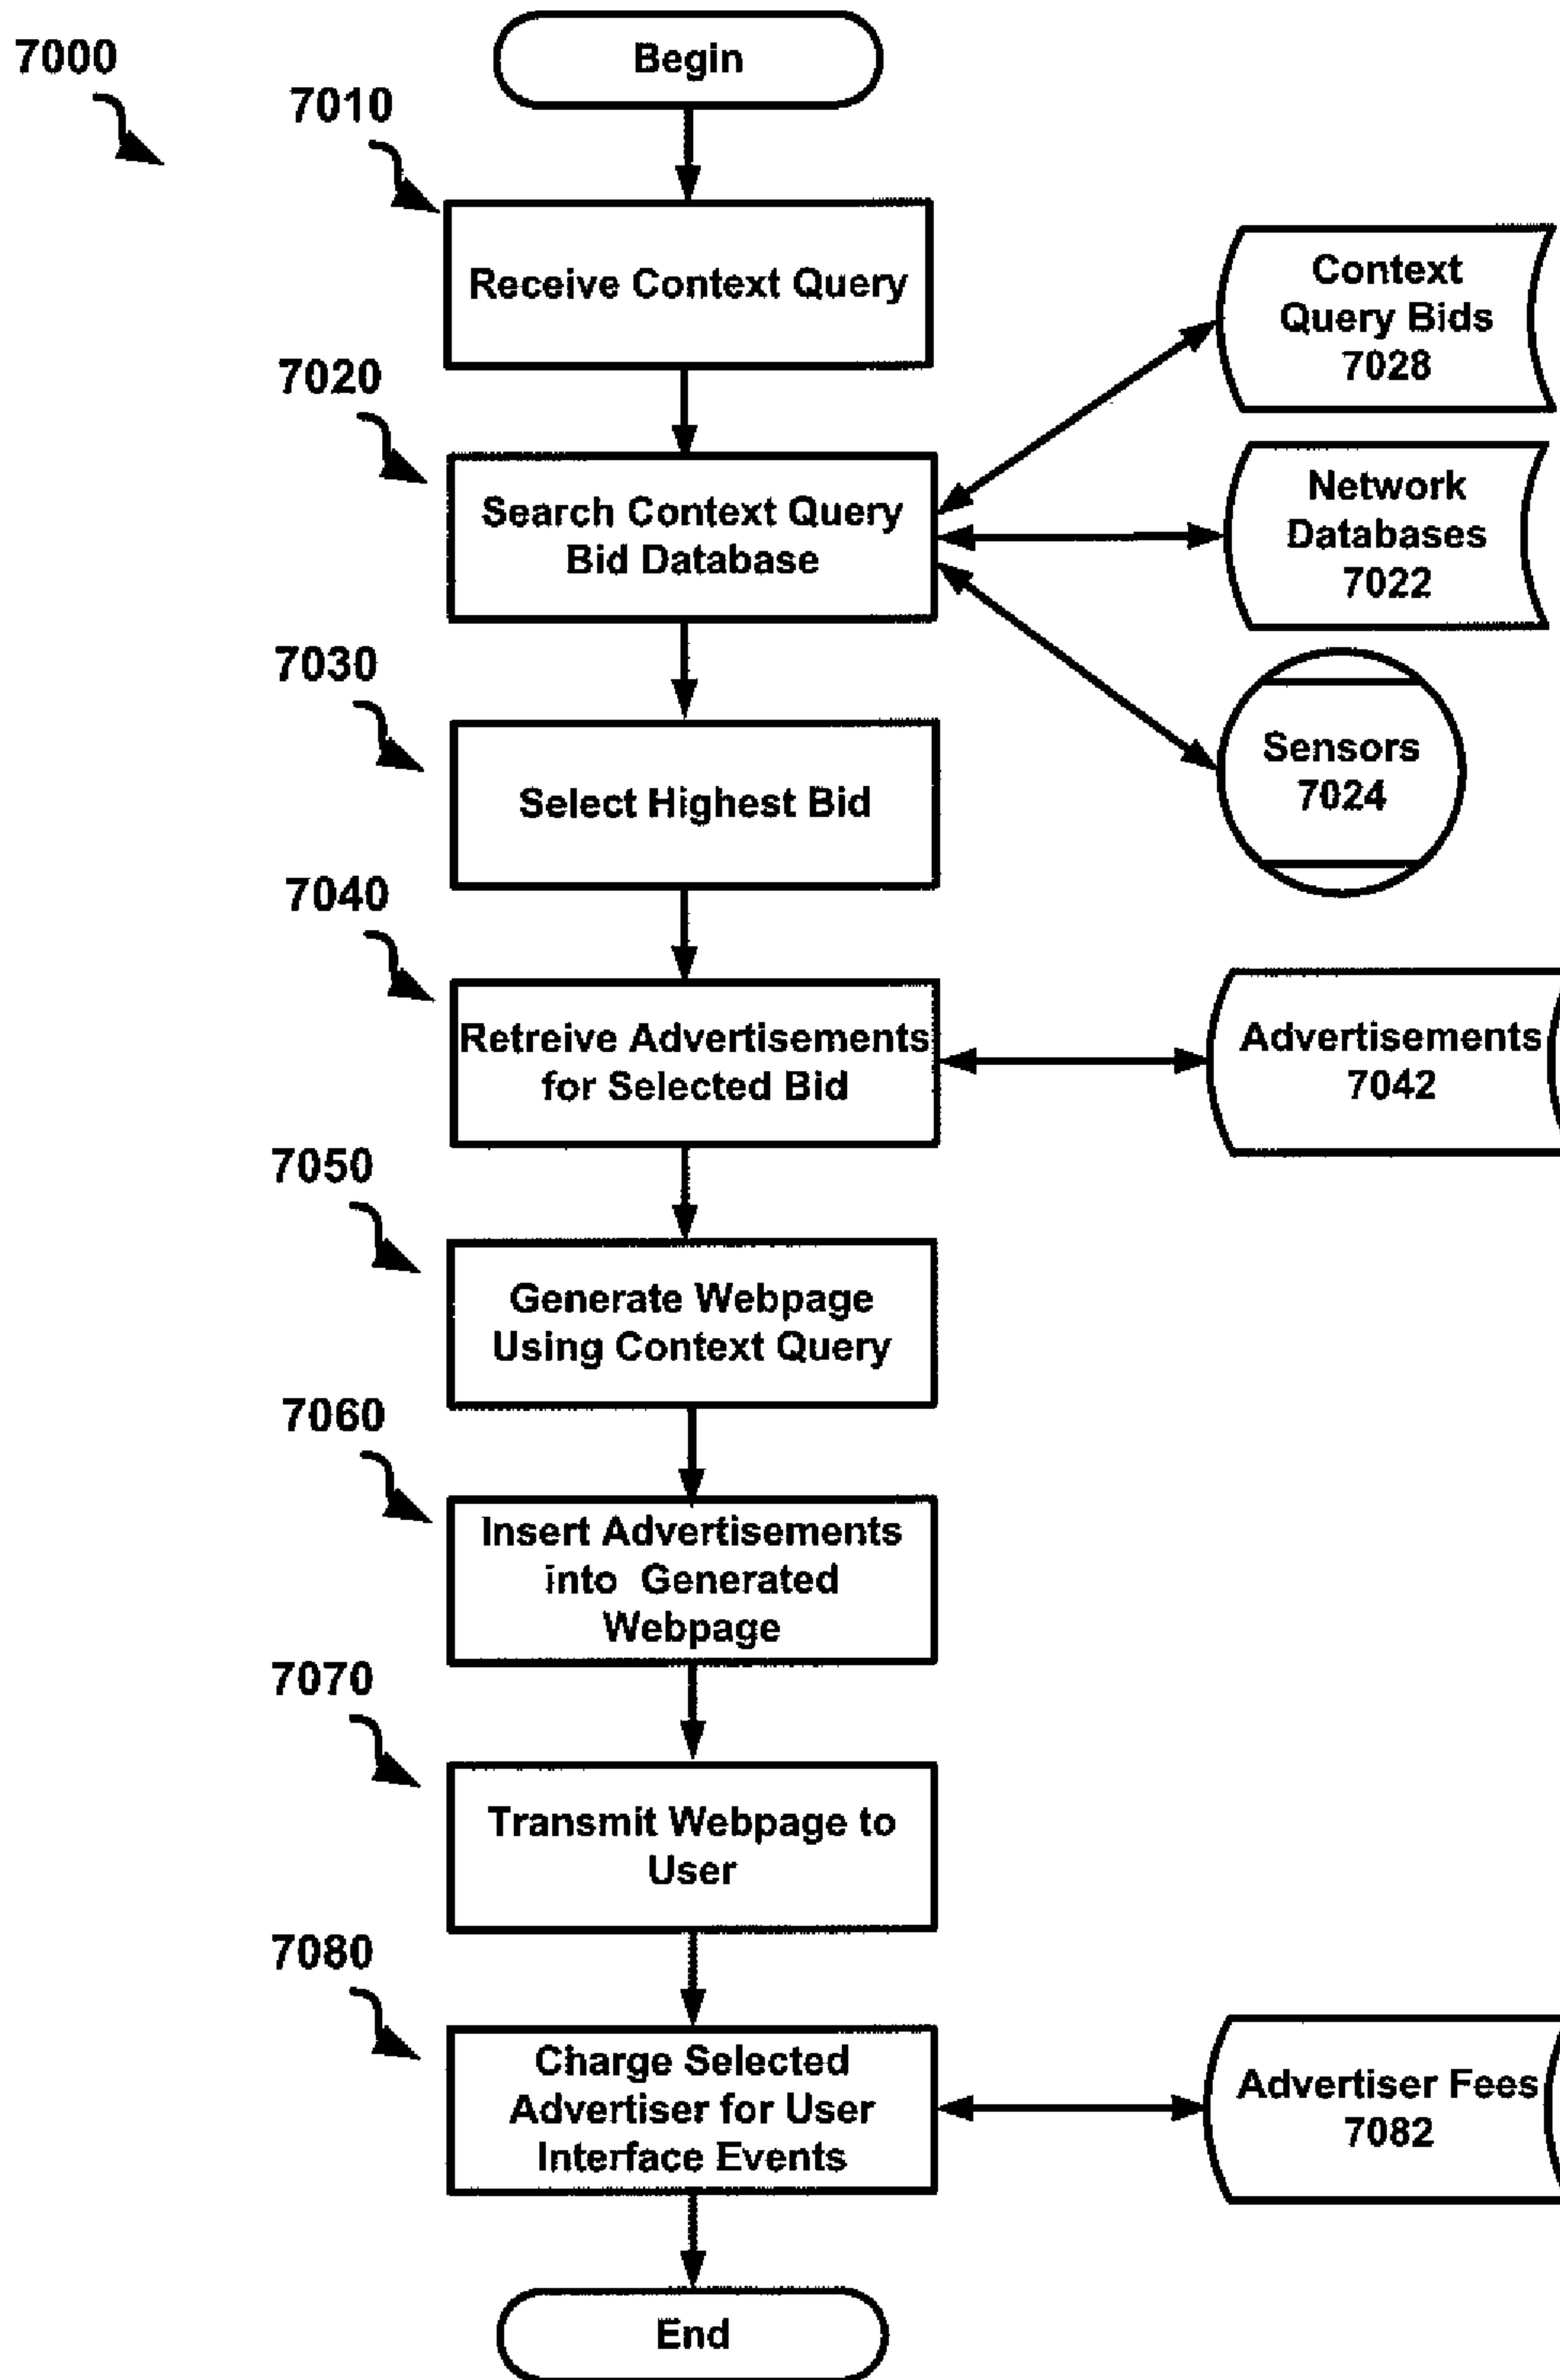 7000
Begin
7010
Receive Context Query
Context
Query Bids
7028
7020
Search Context Query
Bid Database
Network
Databases
7022
7030
Select Highest Bid
Sensors
7024
7040
Retreive Advertisements
for Selected Bid
Advertisements
7042
7050
Generate Webpage
Using Context Query
7060
Insert Advertisements
into Generated
Webpage
7070
Transmit Webpage to
User
7080
Charge Selected
Advertiser for User
Interface Events
Advertiser Fees
7082
End